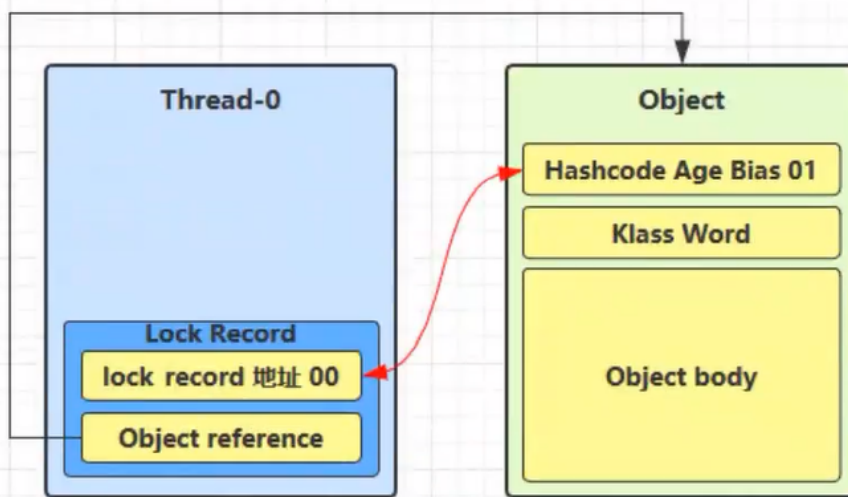 Thread-0
Object
Hashcode Age Bias 01
Klass Word
Lock Record
lock record 地址 00
Object body
Object reference